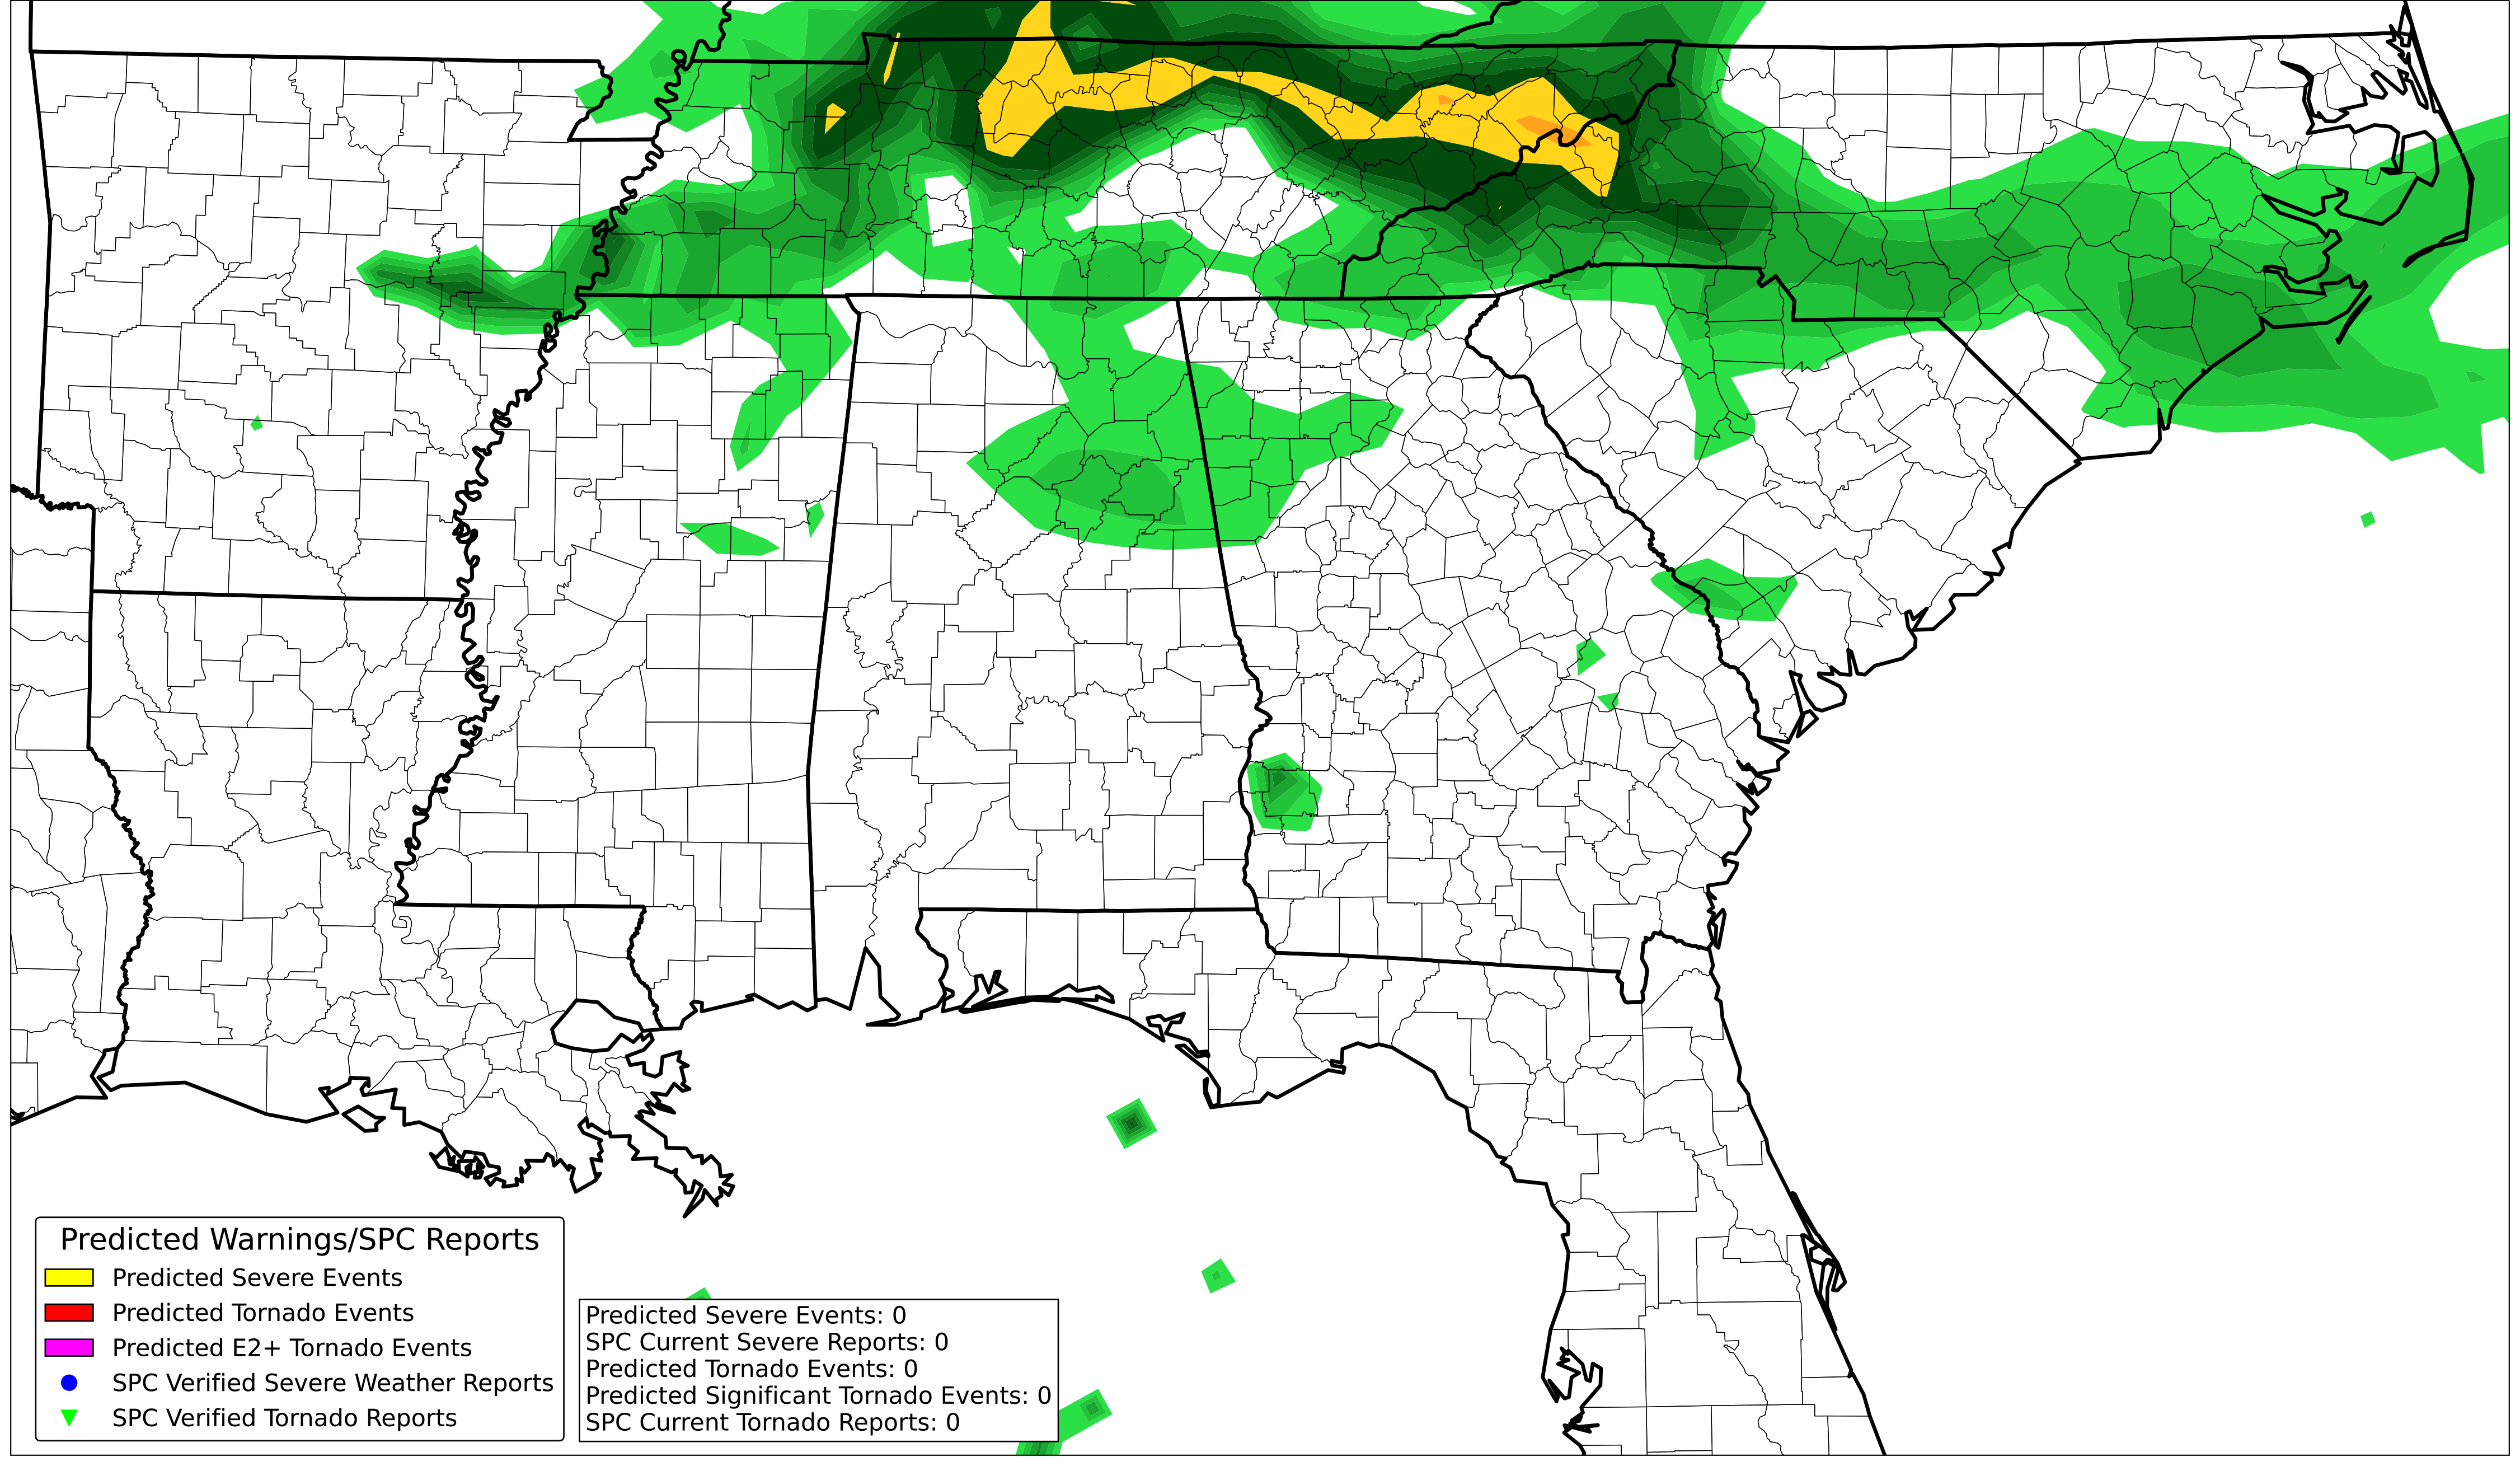 Predicted Warnings/SPC Reports
Predicted Severe Events
Predicted Tornado Events
Predicted E2+ Tornado Events
SPC Verified Severe Weather Reports
SPC Verified Tornado Reports
Predicted Severe Events: 0
SPC Current Severe Reports: 0
Predicted Tornado Events: 0
Predicted Significant Tornado Events: 0
SPC Current Tornado Reports: 0